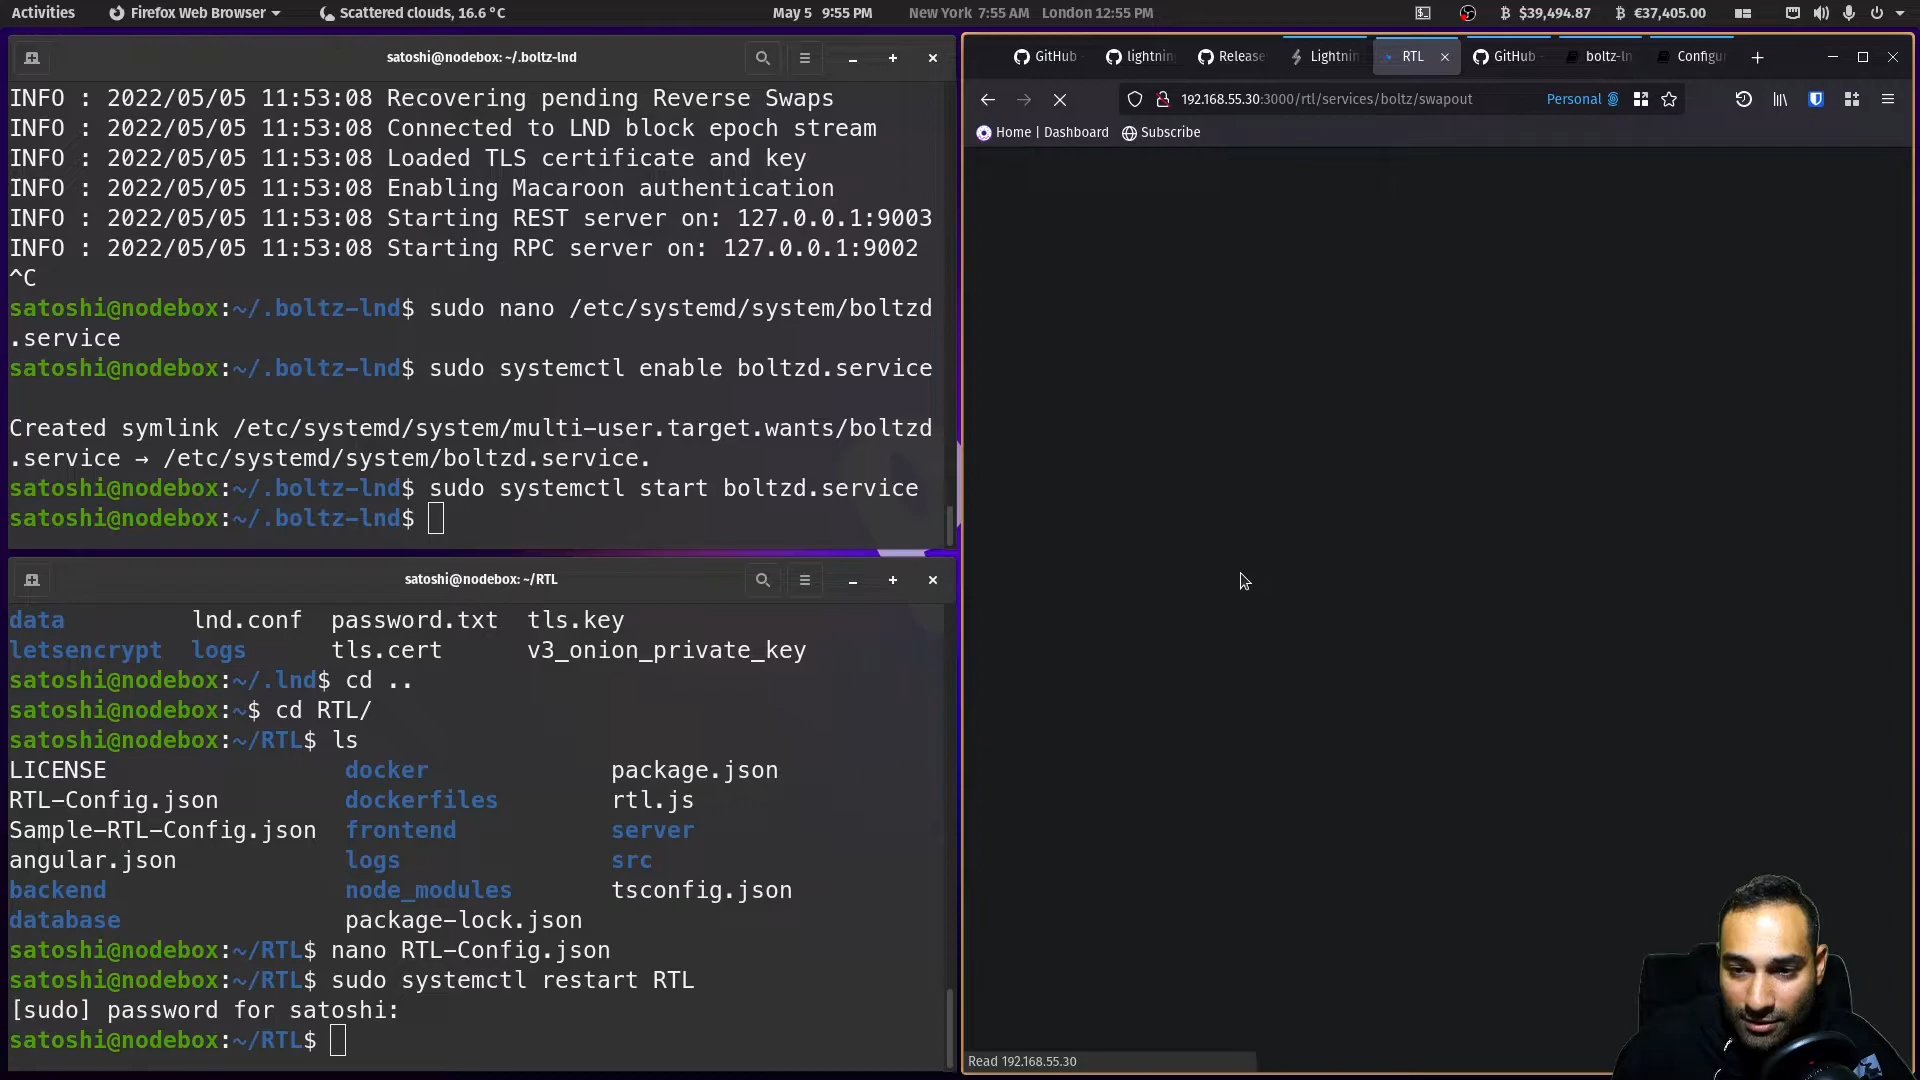 Activities
Firefox Web Browser
Scattered clouds, 16.6 °C
May 5 9:55 PM
New York 7:55 AM London 12:55 PM
₿ $39,494.87
₿ €37,405.00
satoshi@nodebox: ~/.boltz-lnd
INFO : 2022/05/05 11:53:08 Recovering pending Reverse Swaps
INFO : 2022/05/05 11:53:08 Connected to LND block epoch stream
INFO : 2022/05/05 11:53:08 Loaded TLS certificate and key
INFO : 2022/05/05 11:53:08 Enabling Macaroon authentication
INFO : 2022/05/05 11:53:08 Starting REST server on: 127.0.0.1:9003
INFO : 2022/05/05 11:53:08 Starting RPC server on: 127.0.0.1:9002
^C
satoshi@nodebox:~/.boltz-lnd$ sudo nano /etc/systemd/system/boltzd
.service
satoshi@nodebox:~/.boltz-lnd$ sudo systemctl enable boltzd.service
Created symlink /etc/systemd/system/multi-user.target.wants/boltzd
.service → /etc/systemd/system/boltzd.service.
satoshi@nodebox:~/.boltz-lnd$ sudo systemctl start boltzd.service
satoshi@nodebox:~/.boltz-lnd$
satoshi@nodebox: ~/RTL
data lnd.conf password.txt tls.key
letsencrypt logs tls.cert v3_onion_private_key
satoshi@nodebox:~/.lnd$ cd ..
satoshi@nodebox:~$ cd RTL/
satoshi@nodebox:~/RTL$ ls
LICENSE docker package.json
RTL-Config.json dockerfiles rtl.js
Sample-RTL-Config.json frontend server
angular.json logs src
backend node_modules tsconfig.json
database package-lock.json
satoshi@nodebox:~/RTL$ nano RTL-Config.json
satoshi@nodebox:~/RTL$ sudo systemctl restart RTL
[sudo] password for satoshi:
satoshi@nodebox:~/RTL$
GitHub lightnin Release Lightnin RTL GitHub boltz-ln Configu
192.168.55.30:3000/rtl/services/boltz/swapout
Personal
Home | Dashboard
Subscribe
Read 192.168.55.30